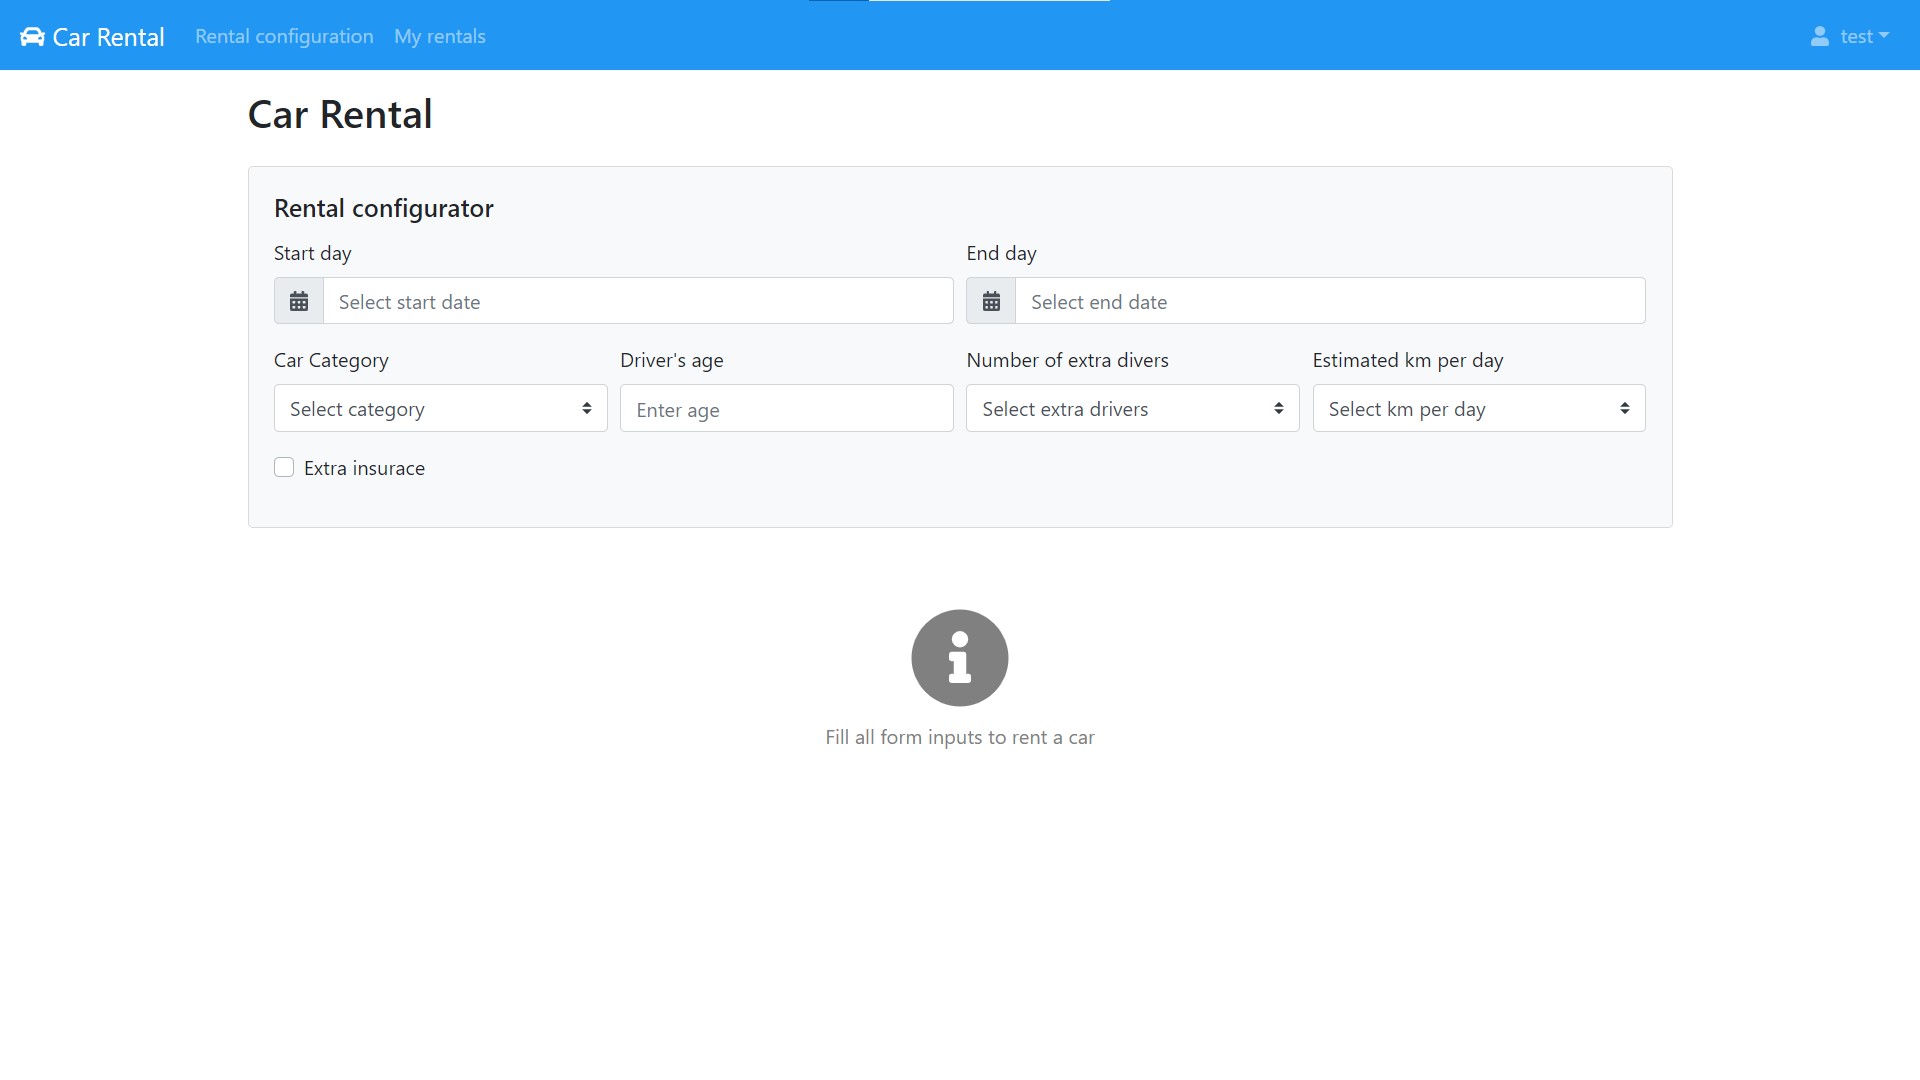 Car Rental Rental configuration My rentals test
Car Rental
Rental configurator
Start day End day
Select start date Select end date
Car Category Driver's age Number of extra divers Estimated km per day
Select category Enter age Select extra drivers Select km per day
Extra insurace
Fill all form inputs to rent a car